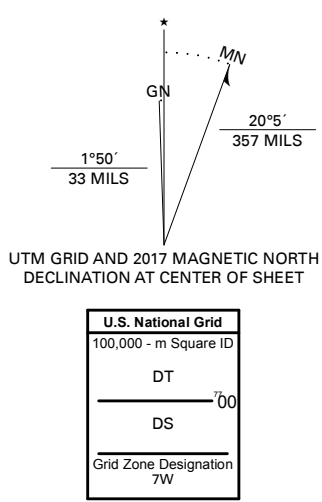 ★
MN
GN
20°5´
357 MILS
1°50´
33 MILS
UTM GRID AND 2017 MAGNETIC NORTH
DECLINATION AT CENTER OF SHEET
U.S. National Grid
100,000 - m Square ID
DT
7700
DS
Grid Zone Designation
7W